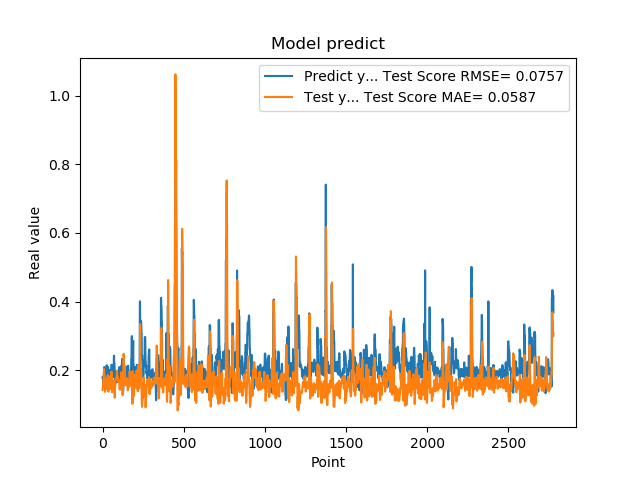 Model predict
Predict y... Test Score RMSE= 0.0757
Test y... Test Score MAE= 0.0587
Real value
1.0
0.8
0.6
0.4
0.2
0 500 1000 1500 2000 2500
Point